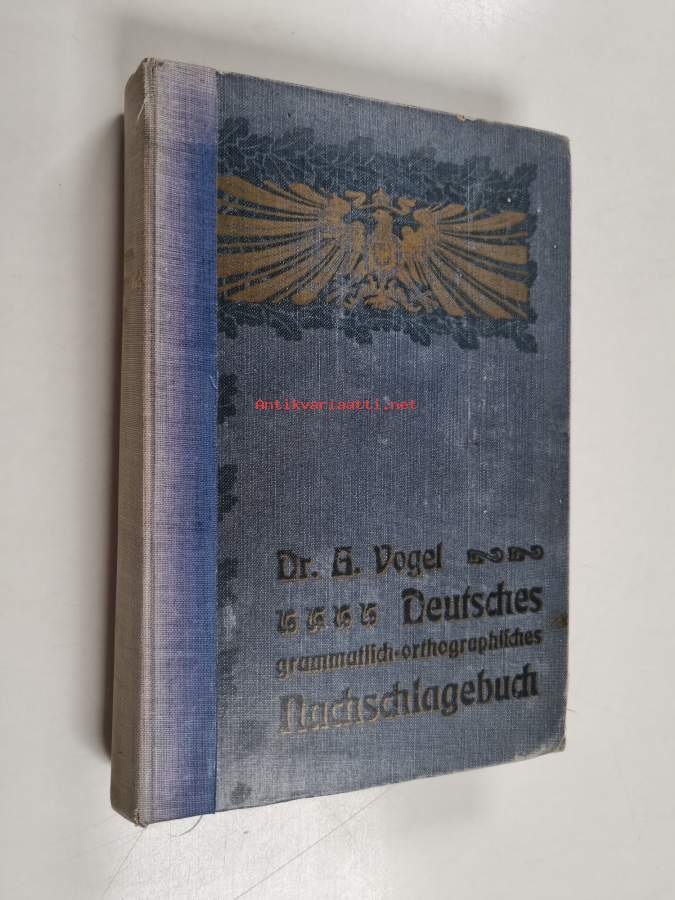 Antikvariaatti.net
Dr. A. Vogel
Deutsches
grammatisch-orthographisches
Nachschlagebuch